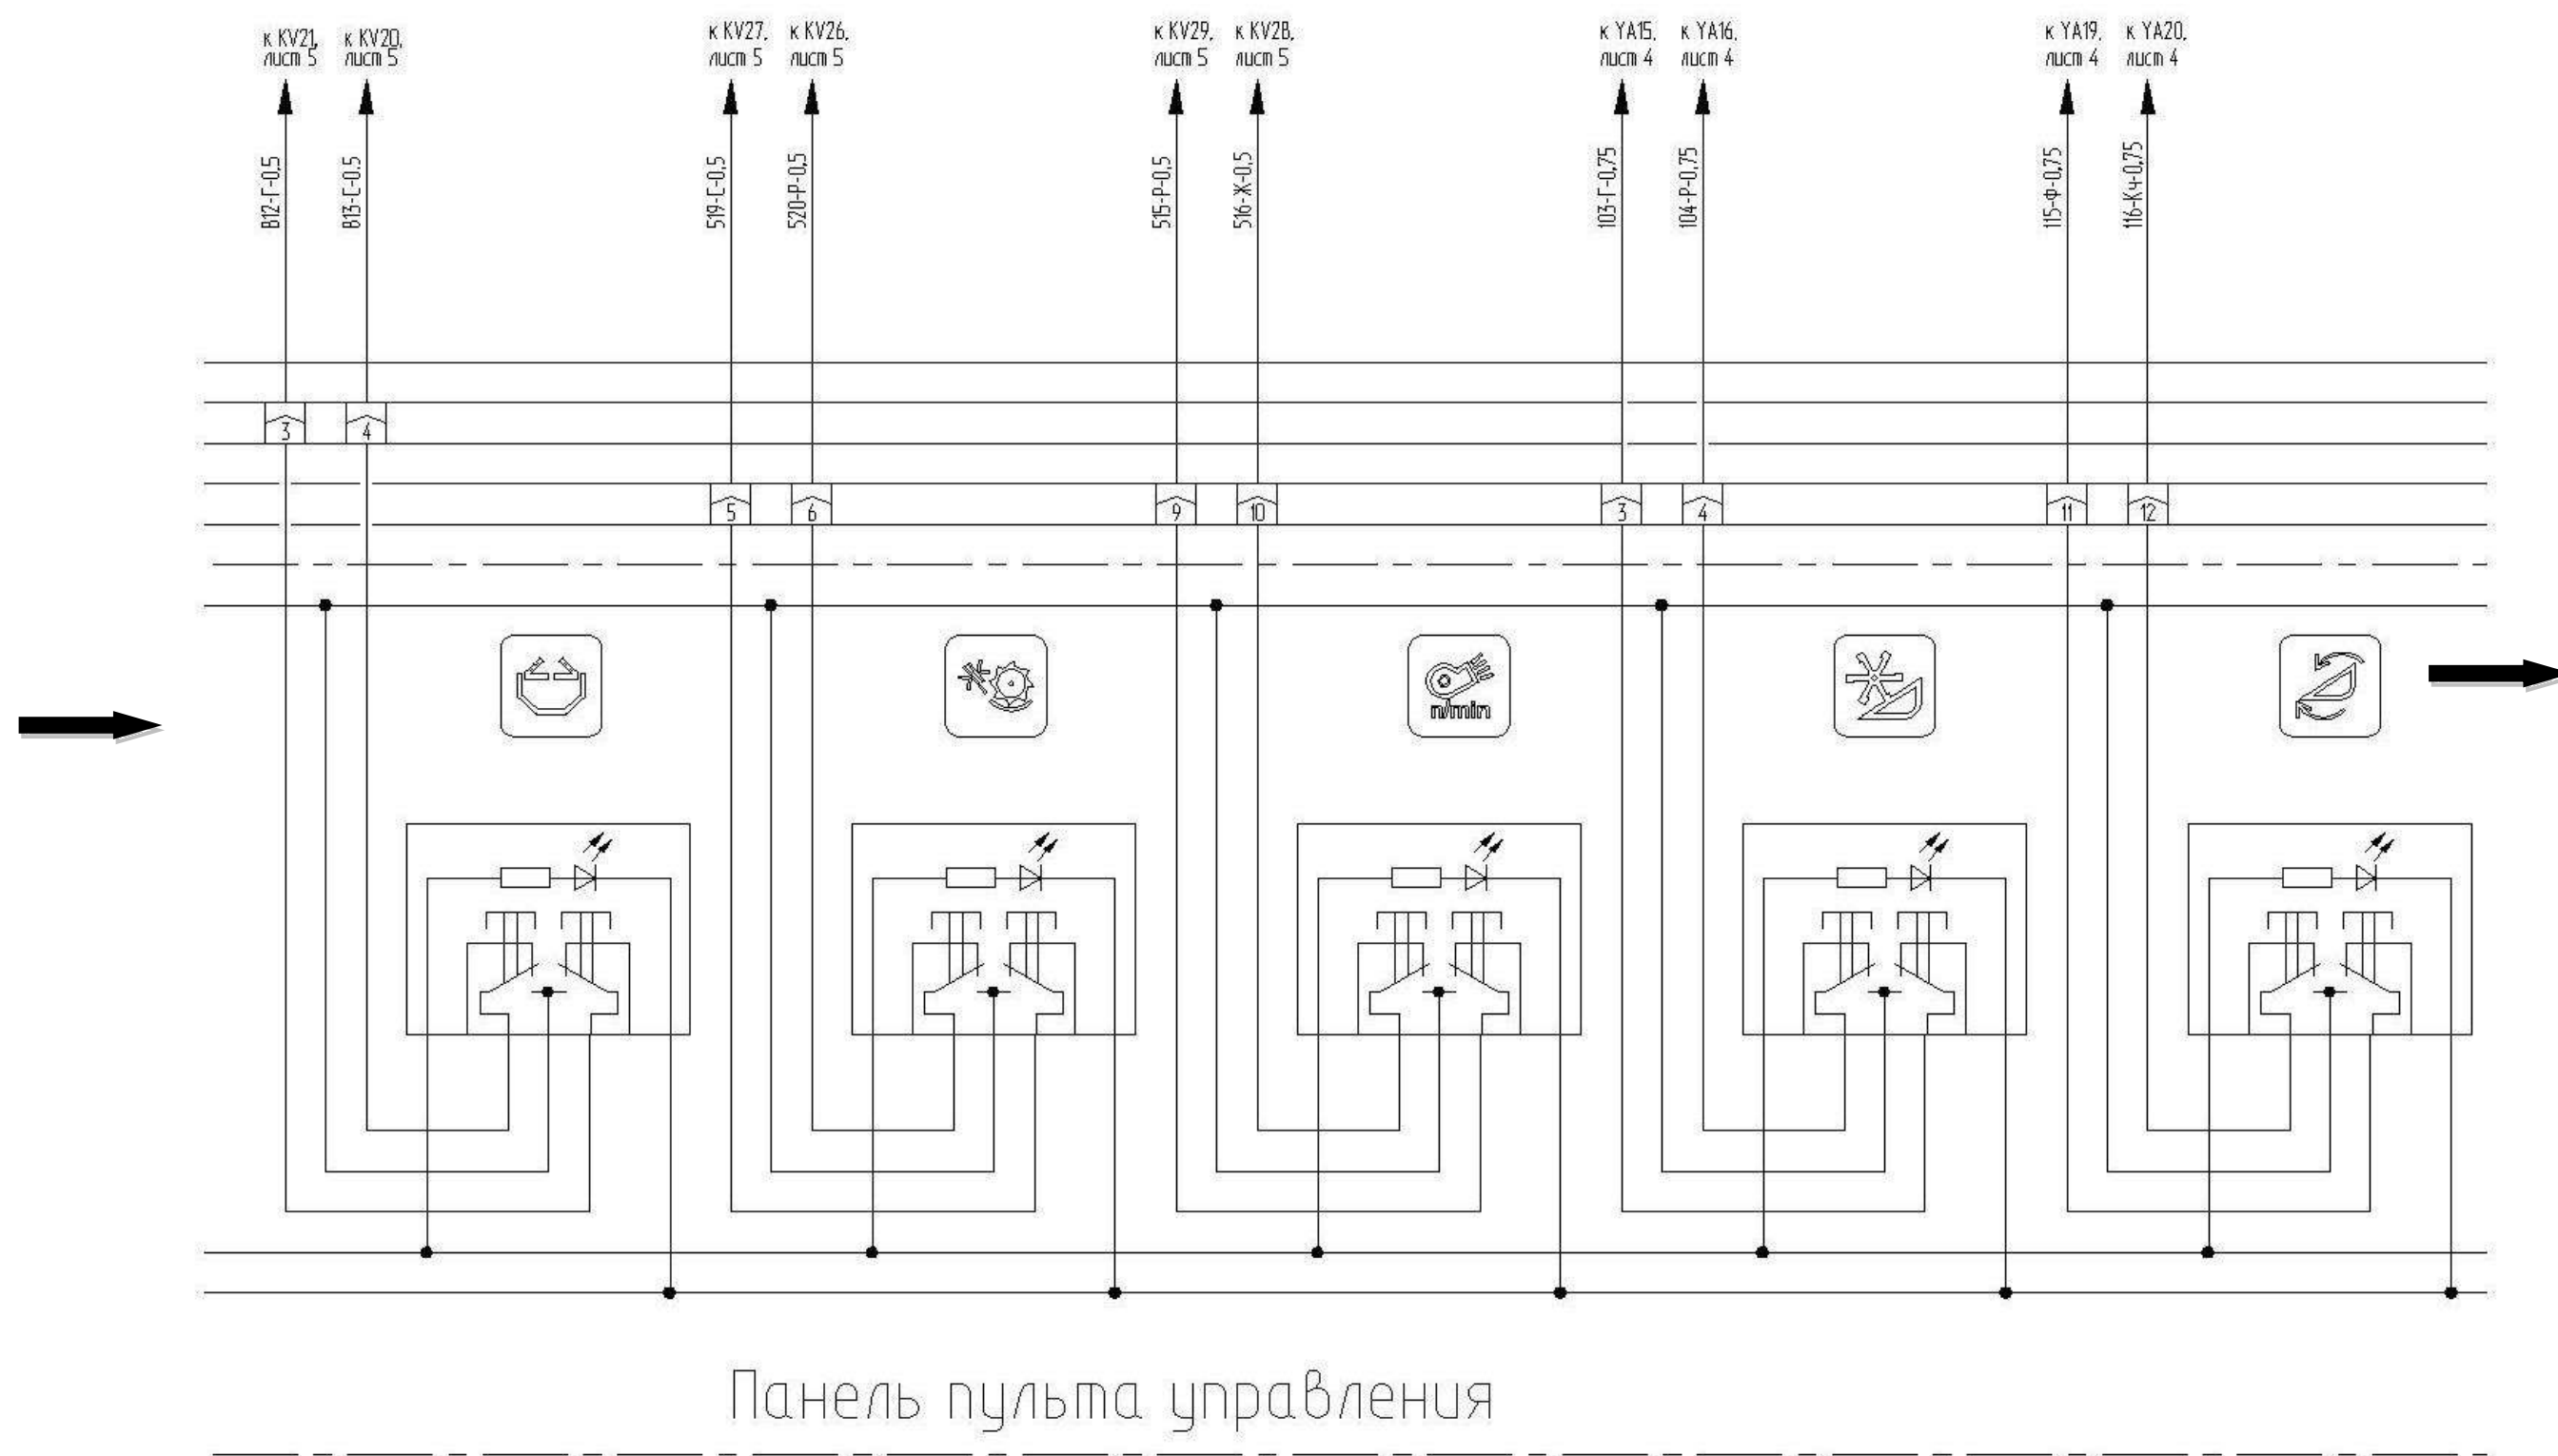 к KV21,
лист 5
к KV20,
лист 5
к KV27,
лист 5
к KV26,
лист 5
к KV29,
лист 5
к KV28,
лист 5
к YA15,
лист 4
к YA16,
лист 4
к YA19,
лист 4
к YA20,
лист 4
812-Г-0,5
813-С-0.5
519-С-0,5
520-Р-0,5
515-Р-0,5
516-Ж-0,5
103-Г-0,75
104-Р-0,75
115-Ф-0,75
116-Кч-0,75
3
4
5
6
9
10
3
4
11
12
n/min
Панель пульта управления